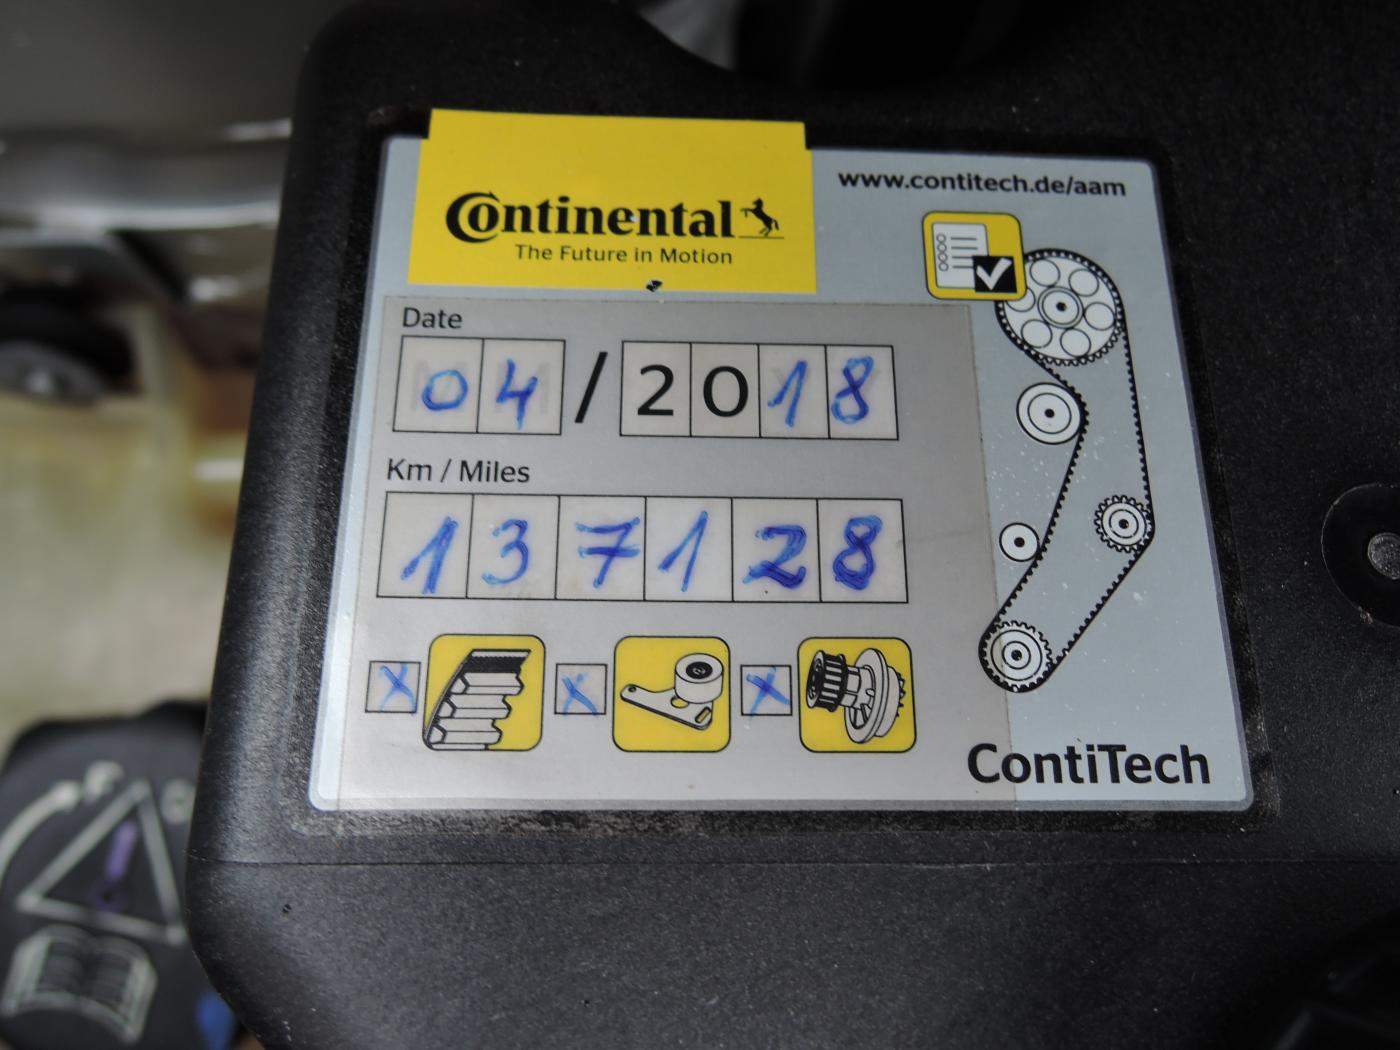 www.contitech.de/aam
Continental
The Future in Motion
Date
04 / 2018
Km / Miles
137128
X X X
ContiTech